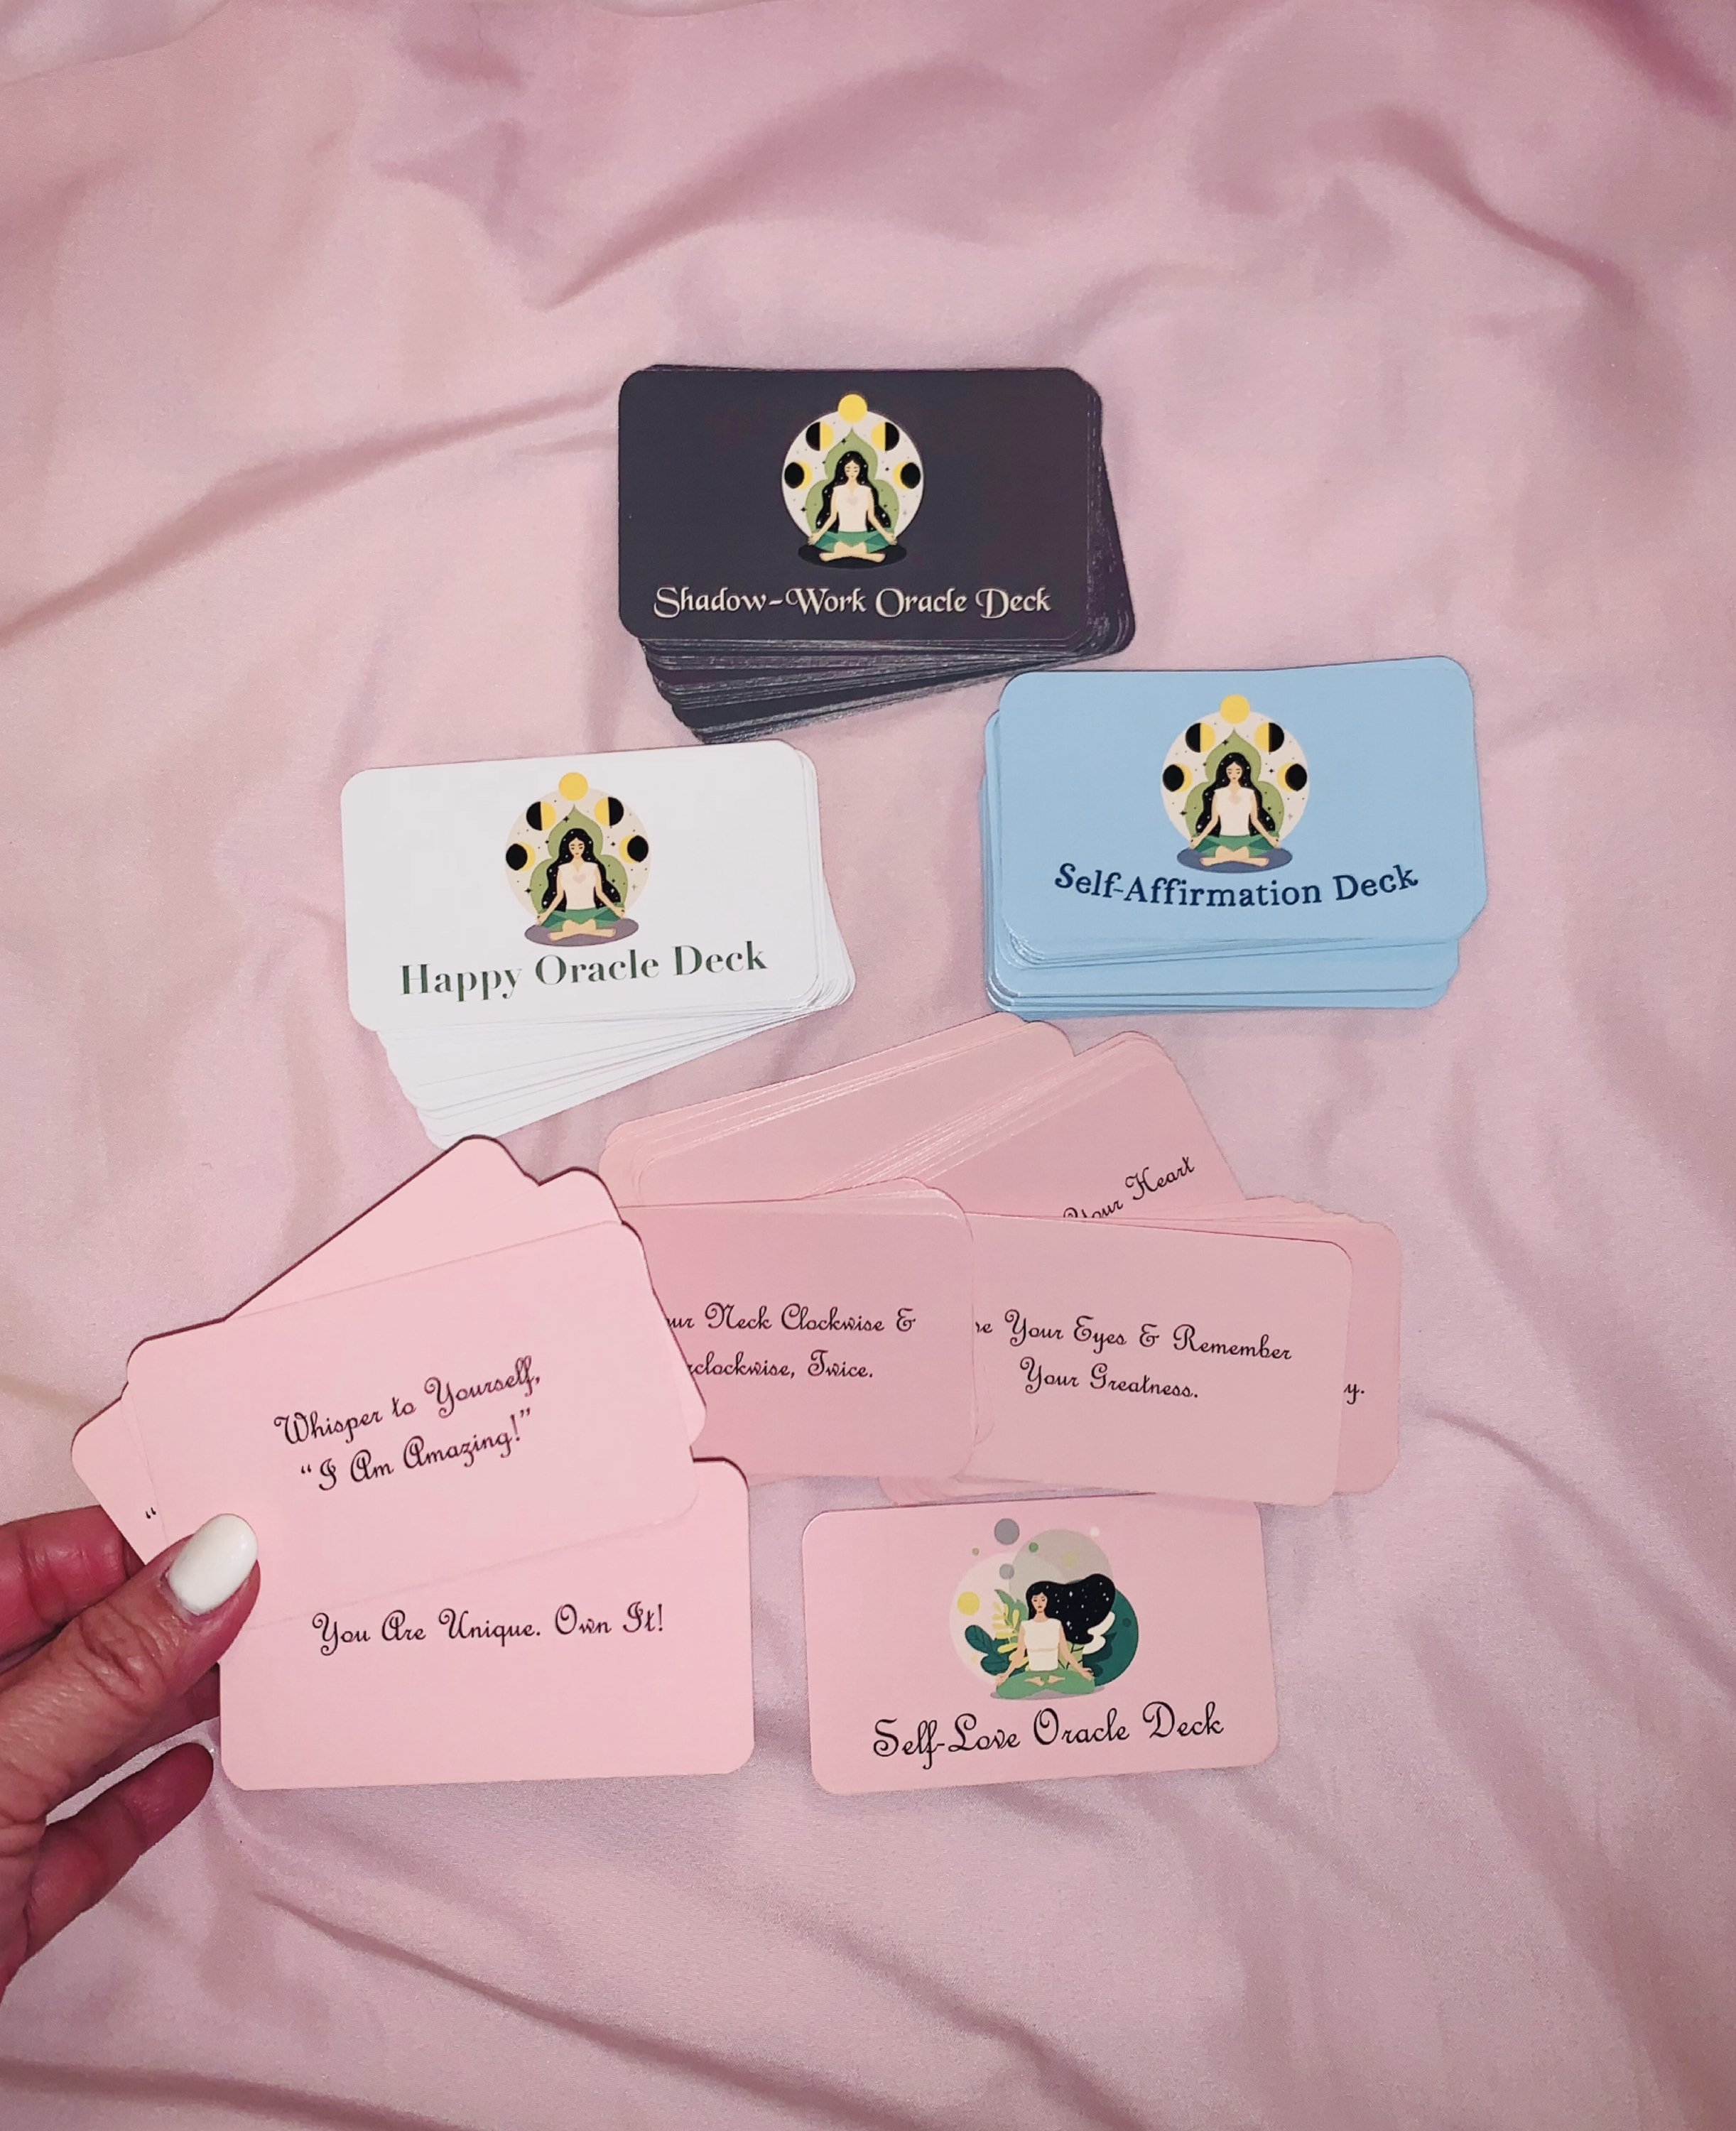 Shadow-Work Oracle Deck
Self-Affirmation Deck
Happy Oracle Deck
Your Heart
Neck Clockwise &
Twice.
Your Eyes & Remember
Your Greatness.
Whisper to Yourself,
“I Am Amazing!”
“
You Are Unique. Own It!
Self-Love Oracle Deck